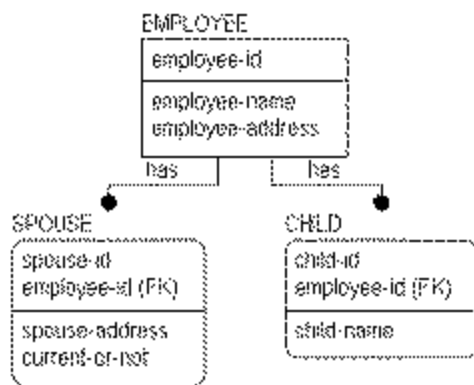 EMPLOYEE
employee-id
employee-name
employee-address
has
has
SPOUSE
spouse-id
employee-id (FK)
spouse-address
current-or-not
CHILD
child-id
employee-id (FK)
child-name